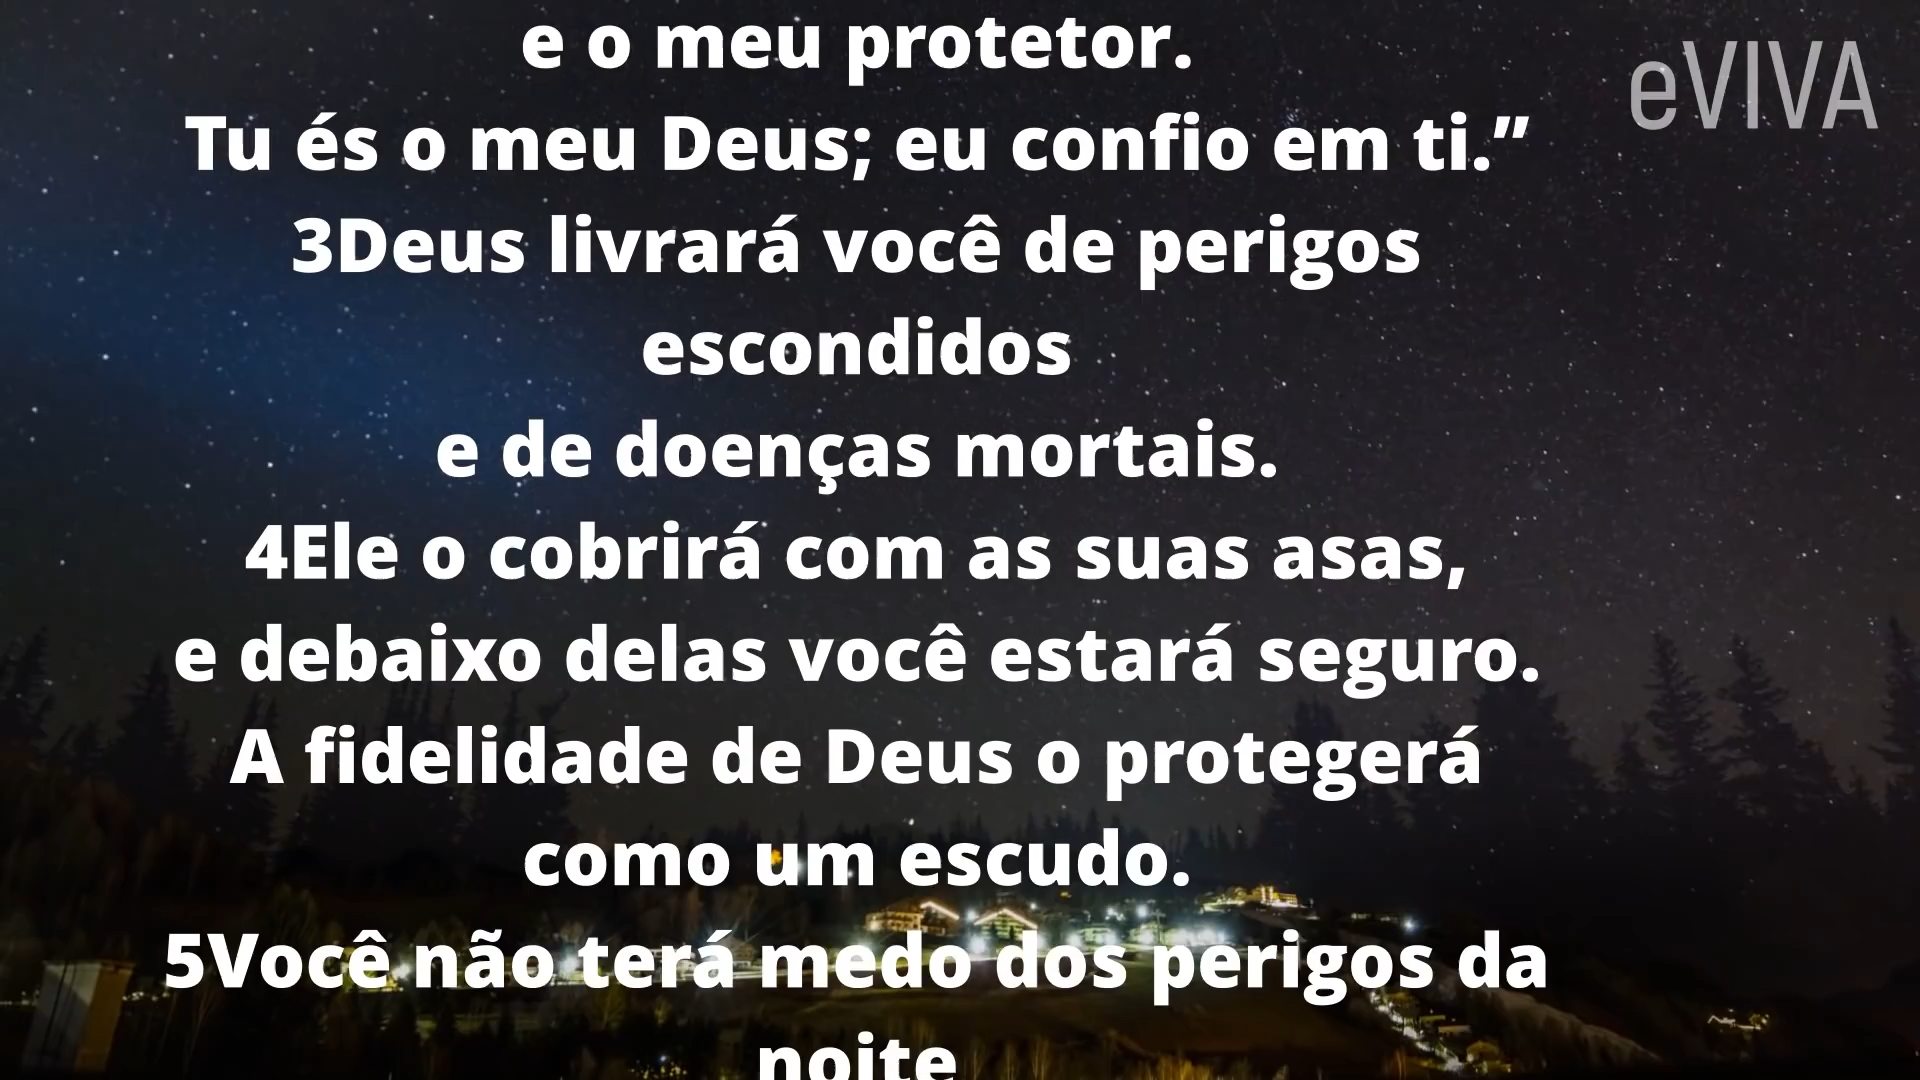 e o meu protetor.
eVIVA
Tu és o meu Deus; eu confio em ti.”
3Deus livrará você de perigos
escondidos
e de doenças mortais.
4Ele o cobrirá com as suas asas,
e debaixo delas você estará seguro.
A fidelidade de Deus o protegerá
como um escudo.
5Você não terá medo dos perigos da
noite